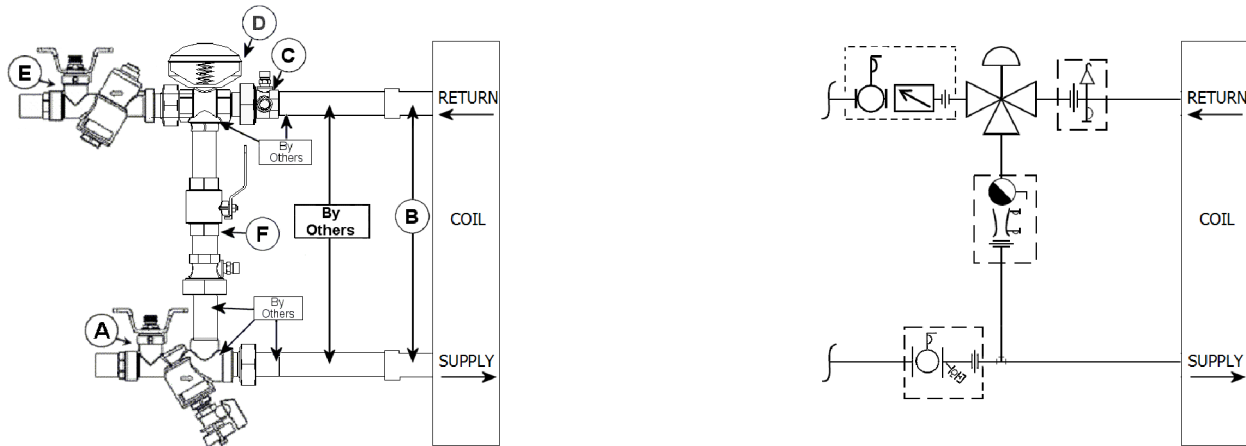 D
C
E
RETURN
By
Others
By
Others
B
COIL
F
By
Others
A
SUPPLY
RETURN
COIL
SUPPLY